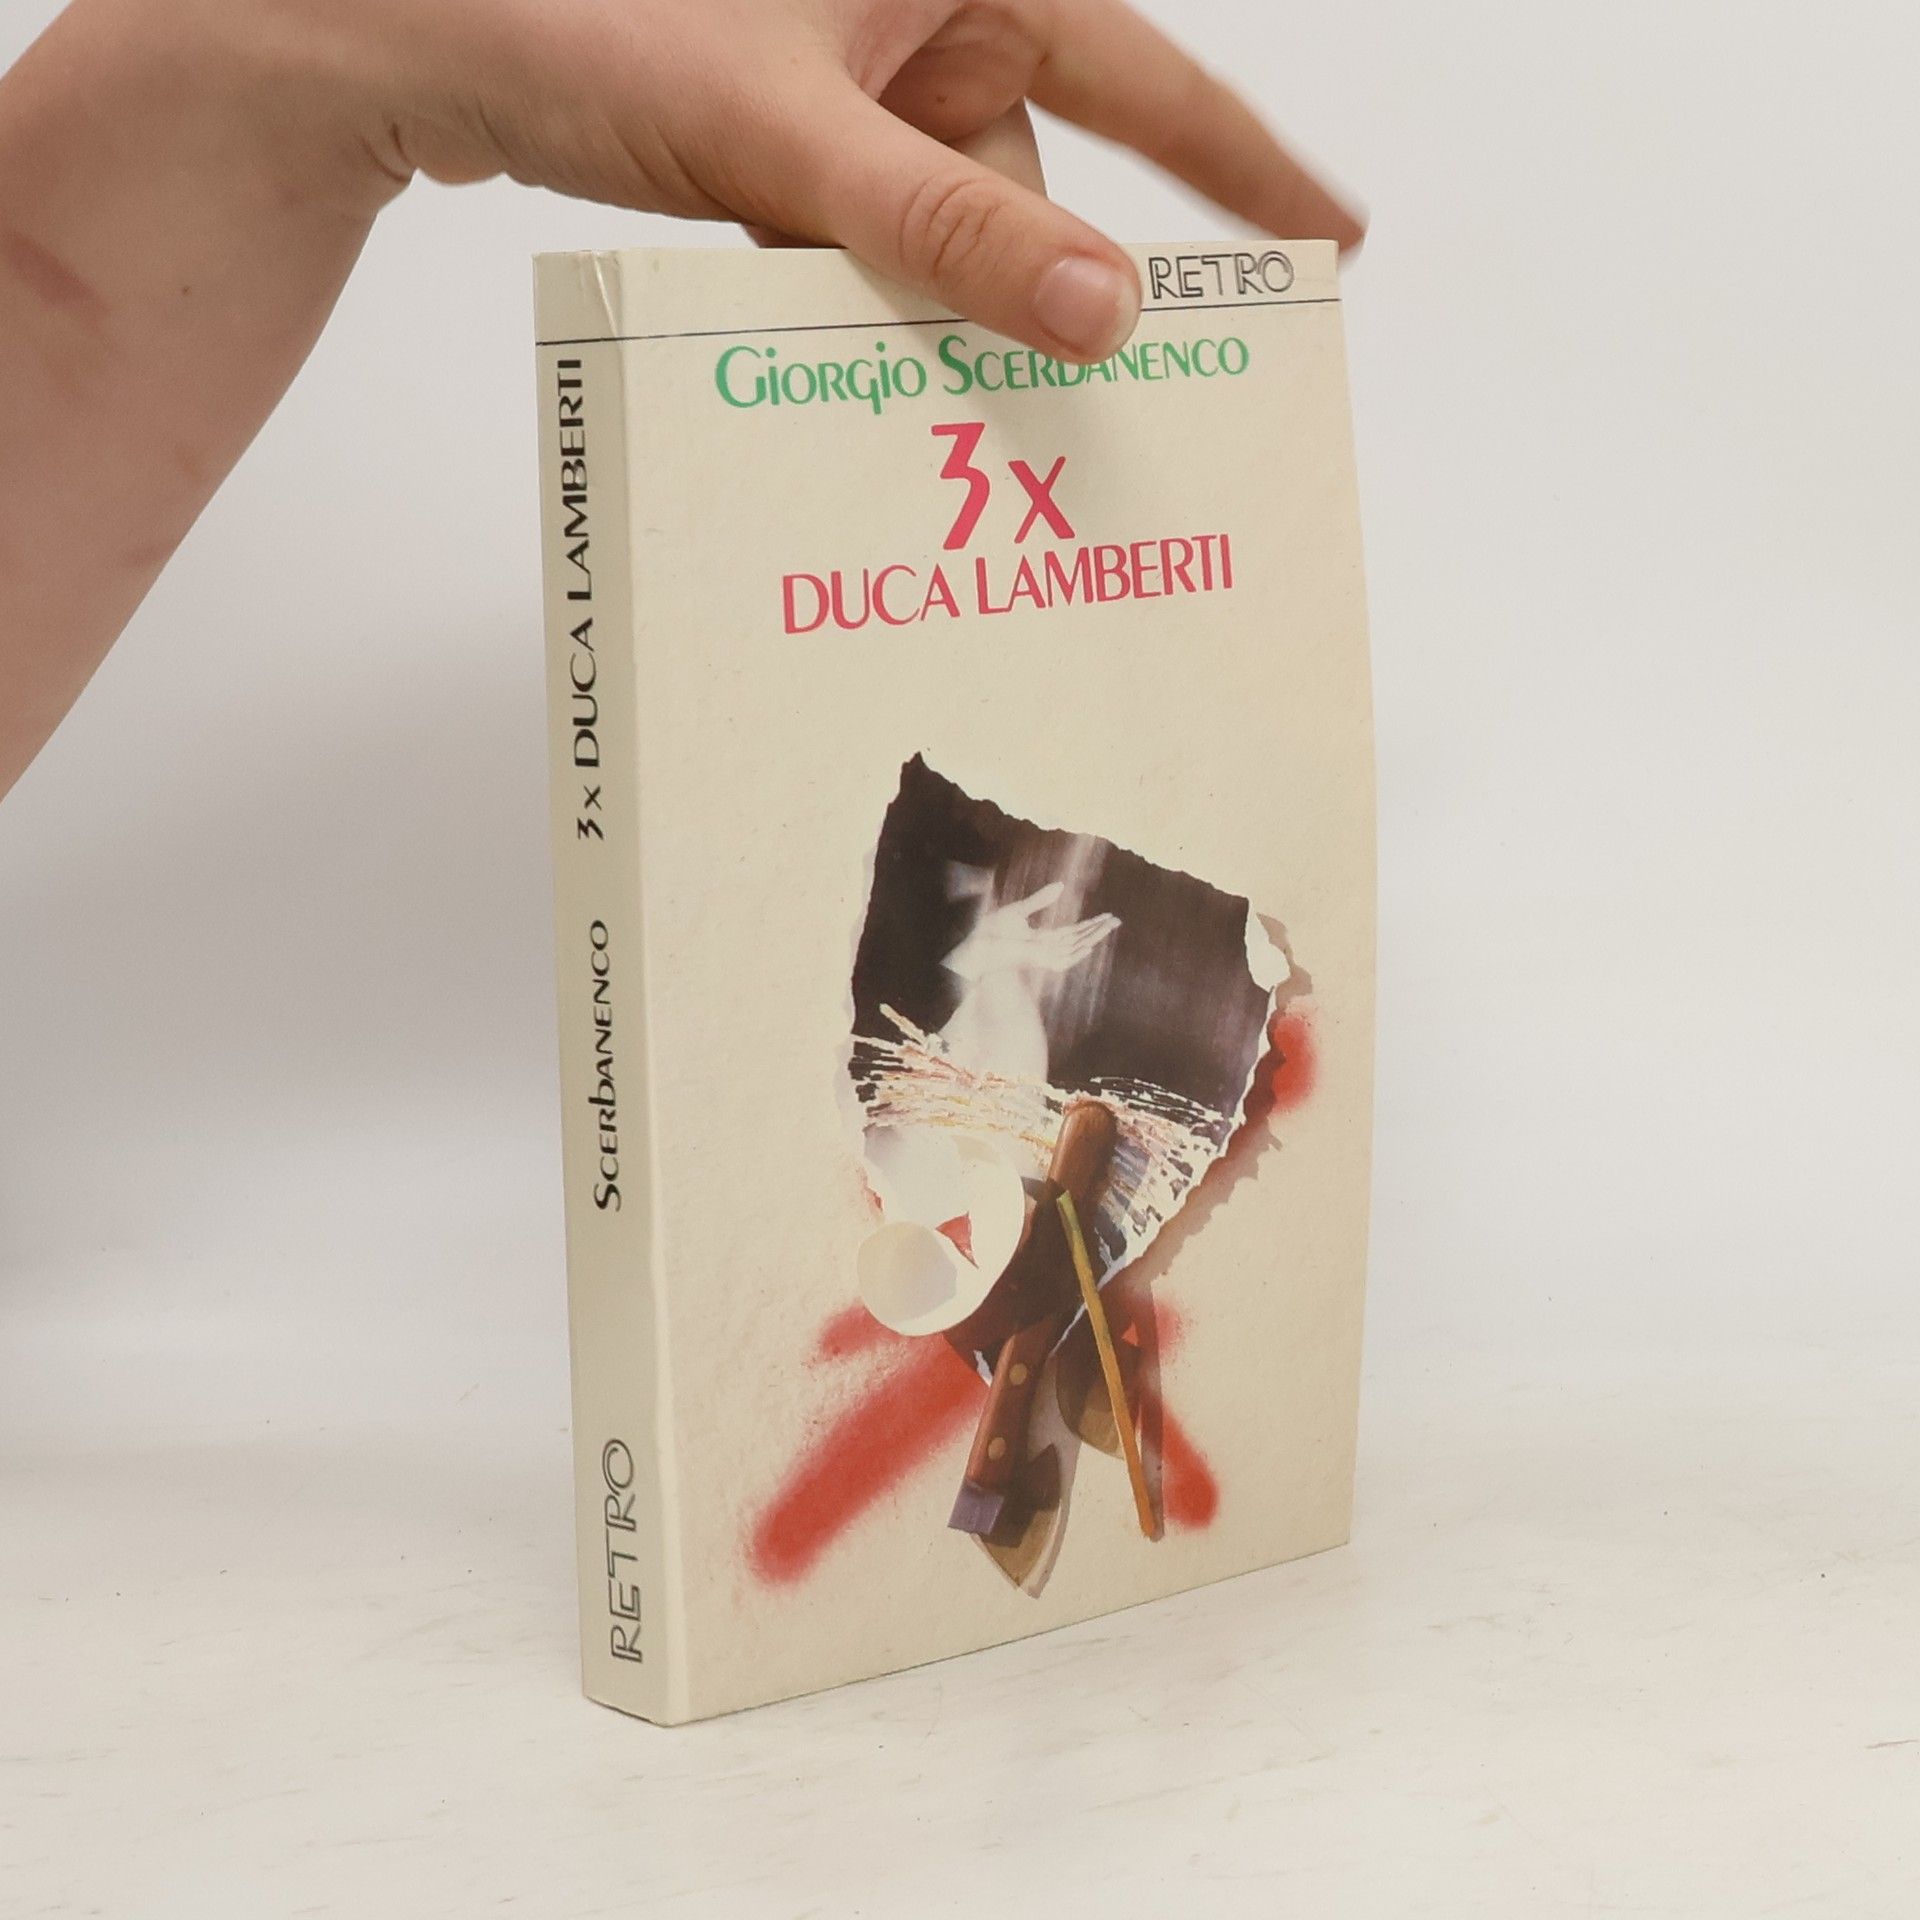 RETRO
Giorgio Scerbanenco
3x
DUCA LAMBERTI
Scerbanenco 3x DUCA LAMBERTI
RETRO